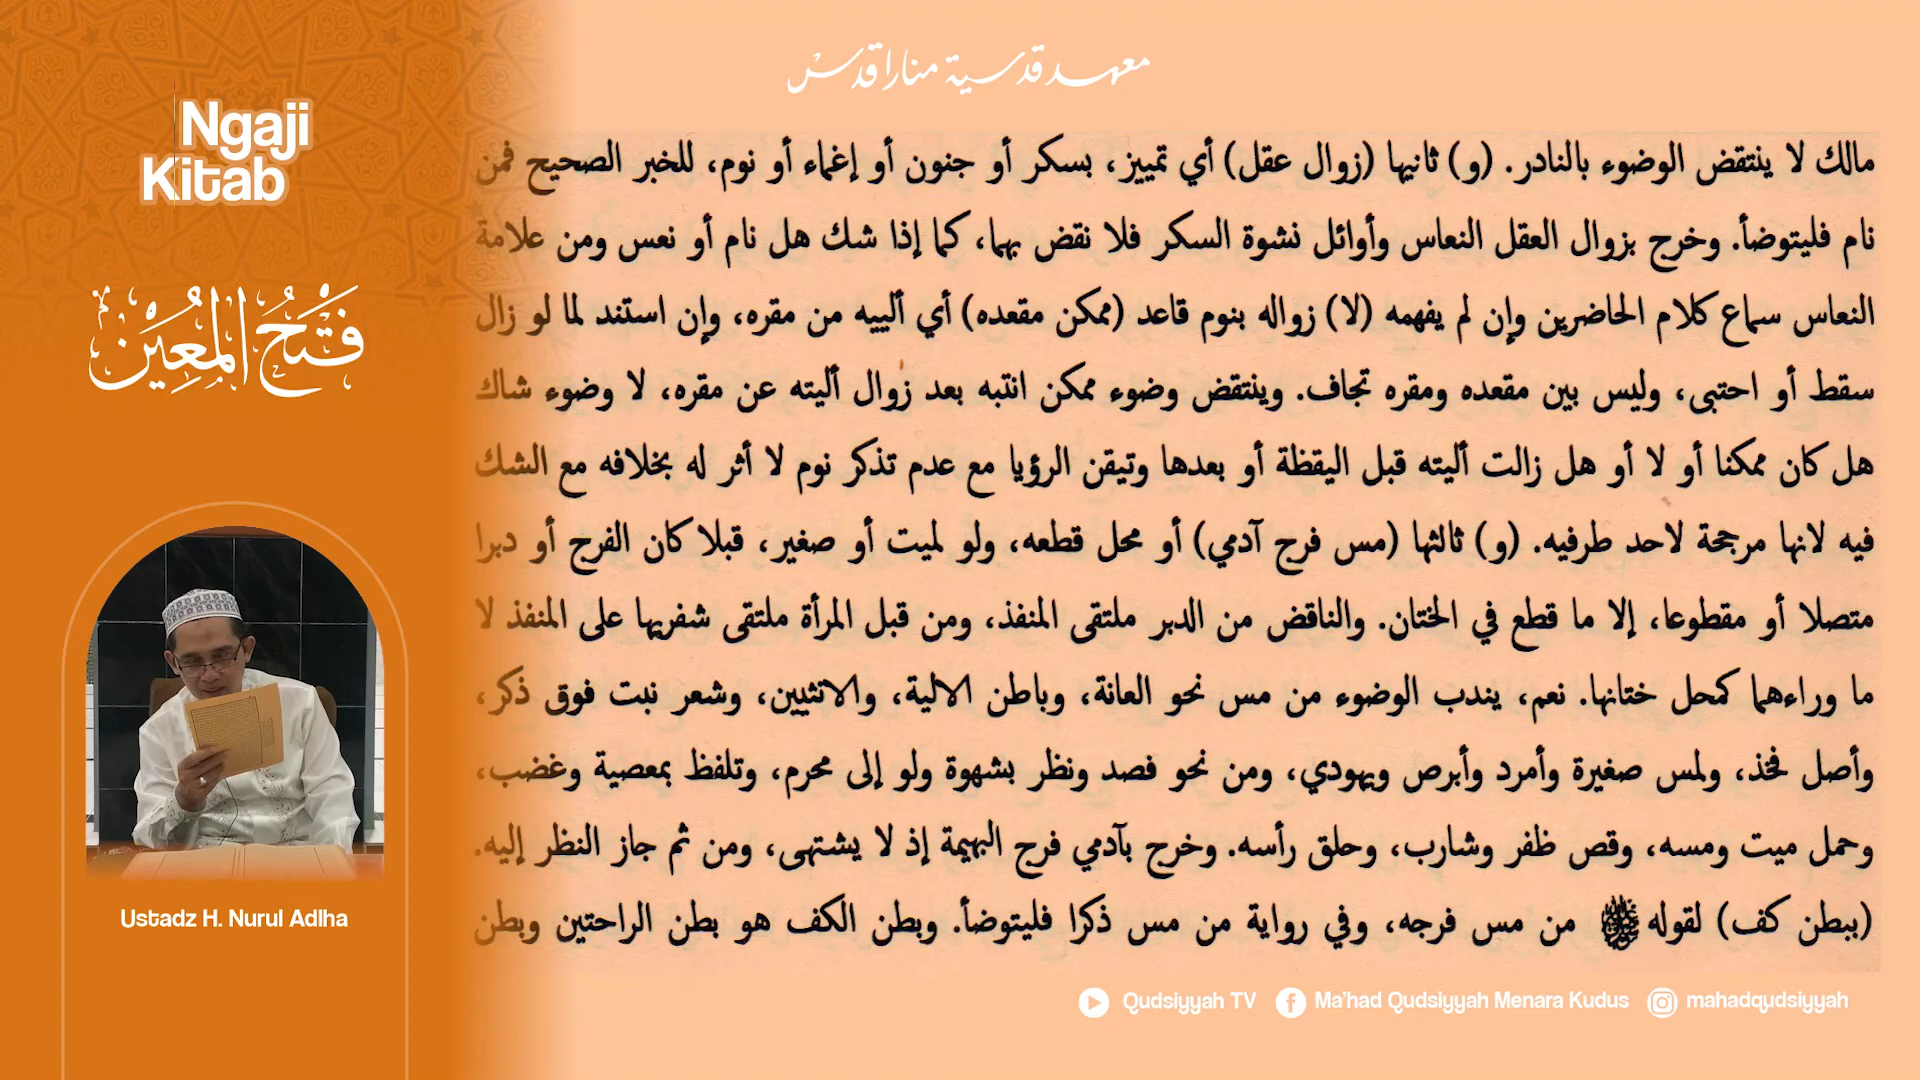 معهد قدسية منارا قدس
Ngaji
Kitab
فَتْحُ الْمُعِيْنِ
مالك لا ينتقض الوضوء بالنادر. (و) ثانيها (زوال عقل) أي تمييز، بسكر أو جنون أو إغماء أو نوم، للخبر الصحيح فمن
نام فليتوضأ. وخرج بزوال العقل النعاس وأوائل نشوة السكر فلا نقض بهما، كما إذا شك هل نام أو نعس ومن علامة
النعاس سماع كلام الحاضرين وإن لم يفهمه (لا) زواله بنوم قاعد (ممكن مقعده) أي ألييه من مقره، وإن استند لما لو زال
سقط أو احتبى، وليس بين مقعده ومقره تجاف. وينتقض وضوء ممكن انتبه بعد زوال أليته عن مقره، لا وضوء شاك
هل كان ممكنا أو لا أو هل زالت أليته قبل اليقظة أو بعدها وتيقن الرؤيا مع عدم تذكر نوم لا أثر له بخلافه مع الشك
فيه لانها مرجحة لاحد طرفيه. (و) ثالثها (مس فرج آدمي) أو محل قطعه، ولو لميت أو صغير، قبلا كان الفرج أو دبرا
متصلا أو مقطوعا، إلا ما قطع في الختان. والناقض من الدبر ملتقى المنفذ، ومن قبل المرأة ملتقى شفريها على المنفذ لا
ما وراءهما كمحل ختانها. نعم، يندب الوضوء من مس نحو العانة، وباطن الالية، والانثيين، وشعر نبت فوق ذكر،
وأصل فخذ، ولمس صغيرة وأمرد وأبرص ويهودي، ومن نحو فصد ونظر بشهوة ولو إلى محرم، وتلفظ بمعصية وغضب،
وحمل ميت ومسه، وقص ظفر وشارب، وحلق رأسه. وخرج بآدمي فرج البهيمة إذ لا يشتهى، ومن ثم جاز النظر إليه.
(ببطن كف) لقوله ﷺ من مس فرجه، وفي رواية من مس ذكرا فليتوضأ. وبطن الكف هو بطن الراحتين وبطن
Ustadz H. Nurul Adlha
Qudsiyyah TV Ma'had Qudsiyyah Menara Kudus mahadqudsiyyah